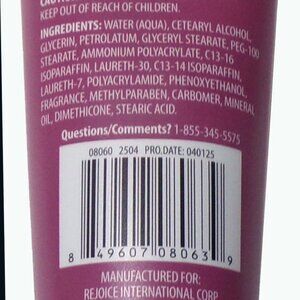 KEEP OUT OF REACH OF CHILDREN.
INGREDIENTS: WATER (AQUA), CETEARYL ALCOHOL,
GLYCERIN, PETROLATUM, GLYCERYL STEARATE, PEG-100
STEARATE, AMMONIUM POLYACRYLATE, C13-16
ISOPARAFFIN, LAURETH-30, C13-14 ISOPARAFFIN,
LAURETH-7, POLYACRYLAMIDE, PHENOXYETHANOL,
FRAGRANCE, METHYLPARABEN, CARBOMER, MINERAL
OIL, DIMETHICONE, STEARIC ACID.
Questions/Comments? 1-855-345-5575
08060 2504 PRO.DATE: 040125
8 49607 08063 9
MANUFACTURED FOR:
REJOICE INTERNATIONAL CORP.